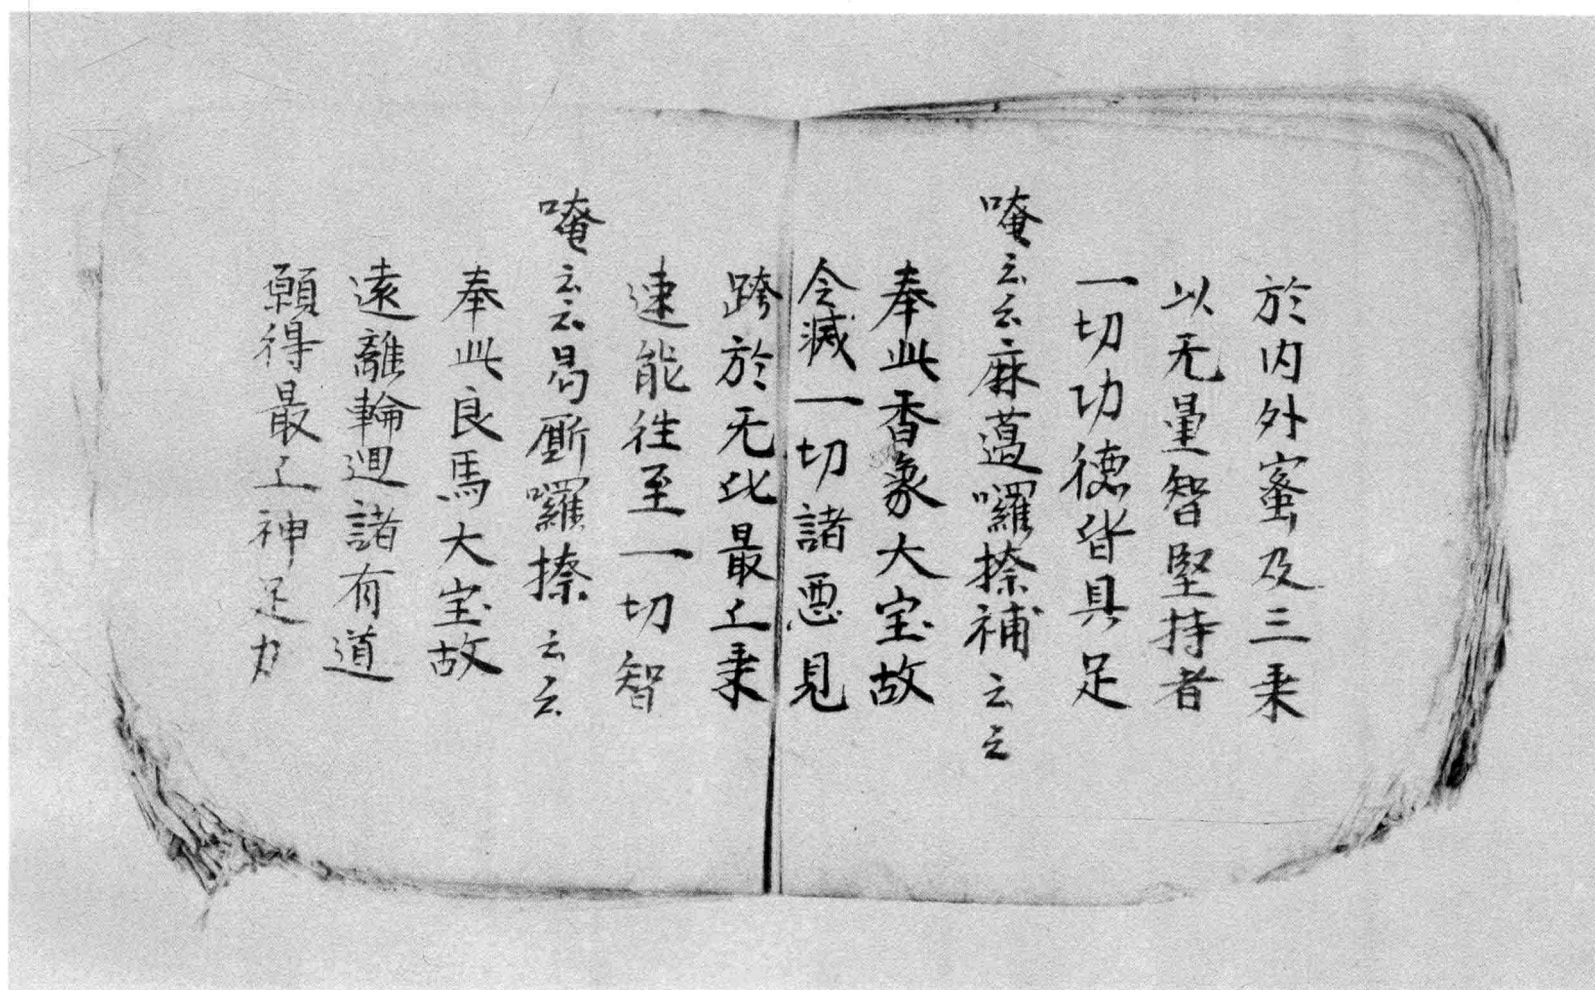 於内外蜜及三乘
以无量智堅持者
一切功德皆具足
唵云云麻蘯囉捺補云云
奉此香象大宝故
令滅一切諸惡見
跨於无比最上乘
速能往至一切智
唵云云曷厮囉捺云云
奉此良馬大宝故
遠離輪迴諸有道
願得最上神足力